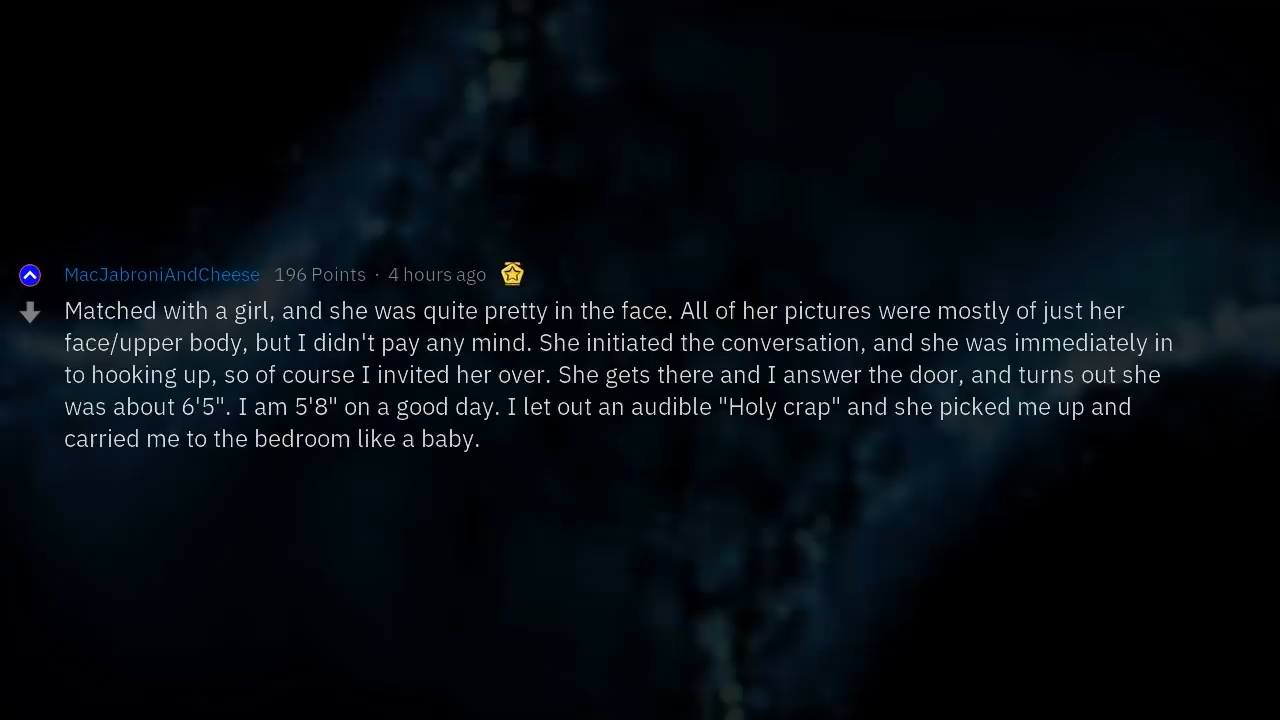 MacJabroniAndCheese 196 Points · 4 hours ago
Matched with a girl, and she was quite pretty in the face. All of her pictures were mostly of just her
face/upper body, but I didn't pay any mind. She initiated the conversation, and she was immediately in
to hooking up, so of course I invited her over. She gets there and I answer the door, and turns out she
was about 6'5". I am 5'8" on a good day. I let out an audible "Holy crap" and she picked me up and
carried me to the bedroom like a baby.